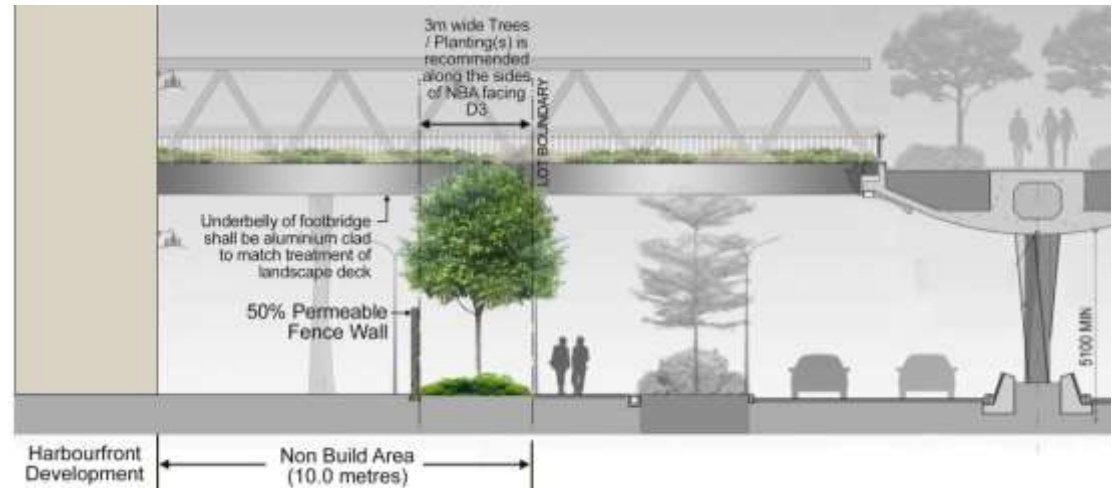 3m wide Trees
/ Planting(s) is
recommended
along the sides
of NBA facing
D3
LOT BOUNDARY
Underbelly of footbridge
shall be aluminium clad
to match treatment of
landscape deck
50% Permeable
Fence Wall
5100 MIN
Harbourfront
Development
Non Build Area
(10.0 metres)